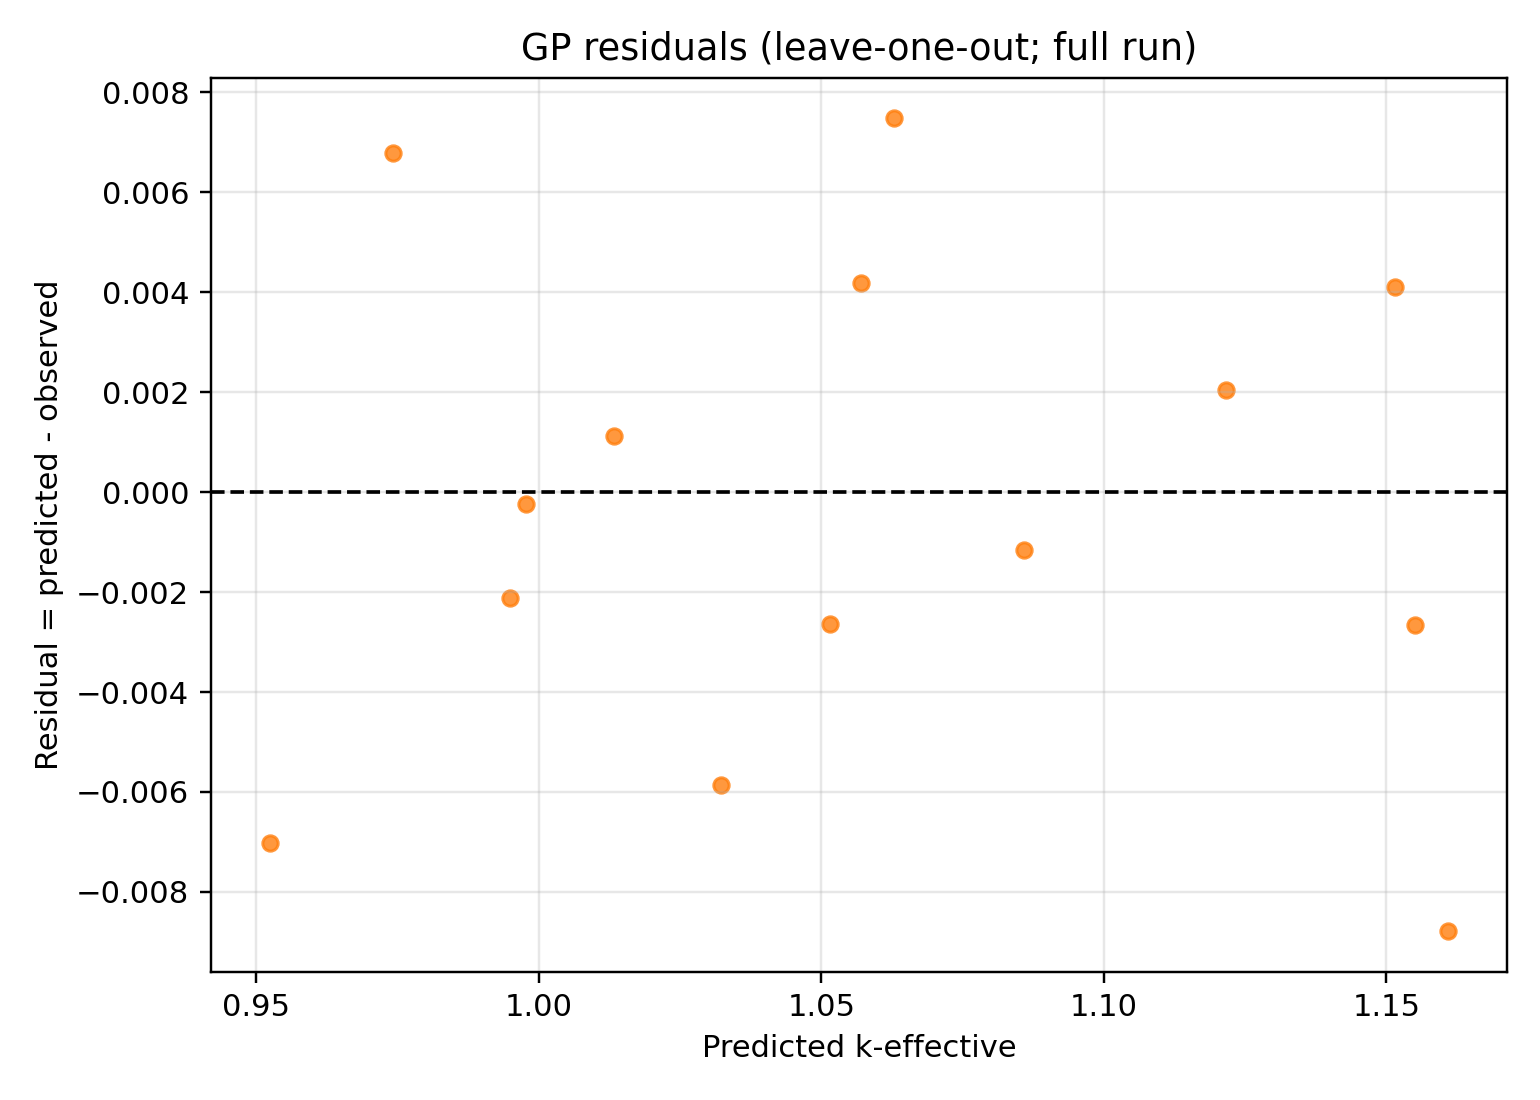 GP residuals (leave-one-out; full run)
Residual = predicted - observed
0.008
0.006
0.004
0.002
0.000
−0.002
−0.004
−0.006
−0.008
0.95 1.00 1.05 1.10 1.15
Predicted k-effective